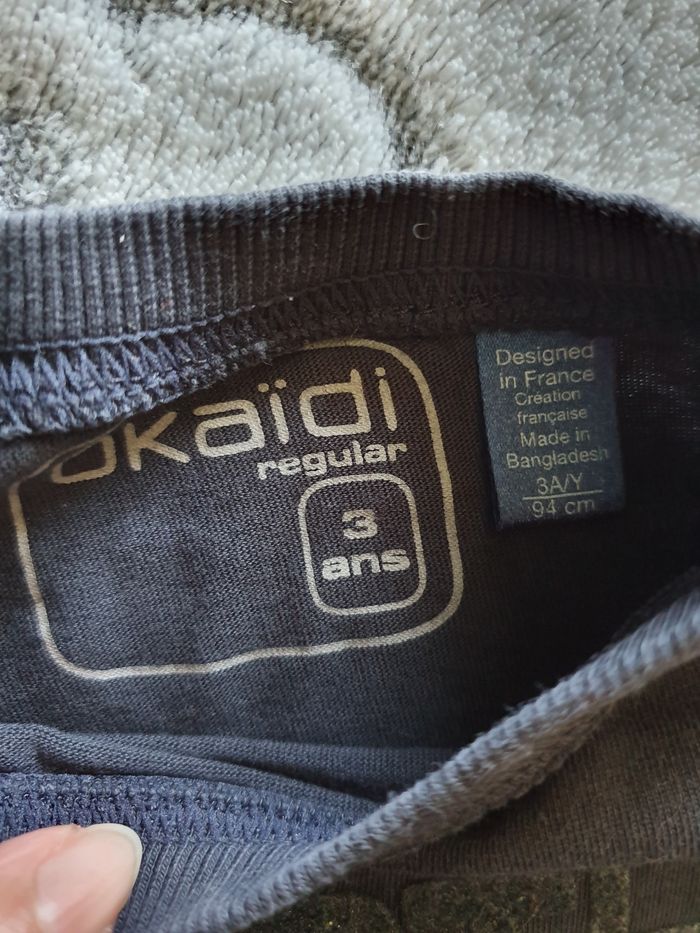 okaïdi
regular
3
ans
Designed
in France
Création
française
Made in
Bangladesh
3A/Y
94 cm